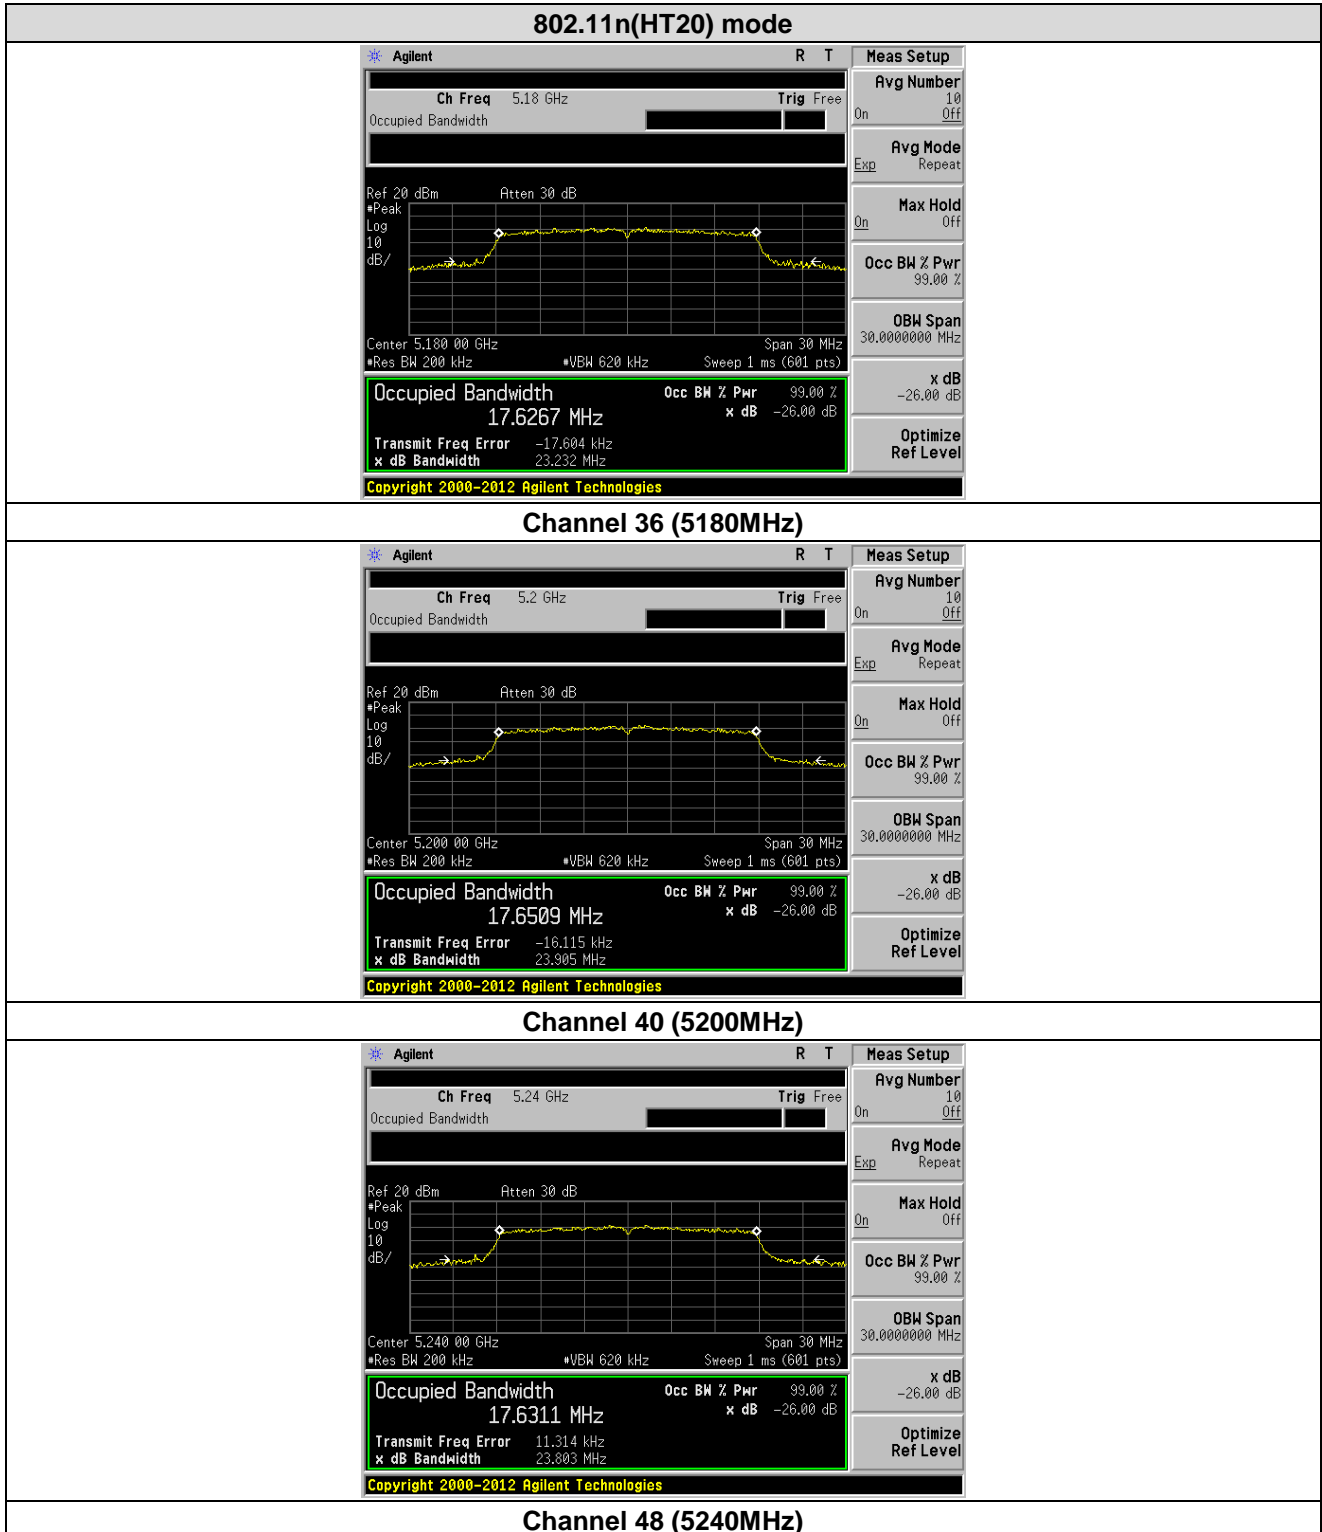 802.11n(HT20) mode
Agilent R T Meas Setup
Ch Freq 5.18 GHz Trig Free
Occupied Bandwidth
Avg Number
10
On Off
Avg Mode
Exp Repeat
Ref 20 dBm Atten 30 dB
#Peak
Log
10
dB/
Max Hold
On Off
Occ BW % Pwr
99.00 %
OBW Span
30.0000000 MHz
Center 5.180 00 GHz Span 30 MHz
#Res BW 200 kHz #VBW 620 kHz Sweep 1 ms (601 pts)
Occupied Bandwidth Occ BW % Pwr 99.00 %
17.6267 MHz x dB -26.00 dB
Transmit Freq Error -17.604 kHz
x dB Bandwidth 23.232 MHz
x dB
-26.00 dB
Optimize
Ref Level
Copyright 2000-2012 Agilent Technologies
Channel 36 (5180MHz)
Agilent R T Meas Setup
Ch Freq 5.2 GHz Trig Free
Occupied Bandwidth
Avg Number
10
On Off
Avg Mode
Exp Repeat
Ref 20 dBm Atten 30 dB
#Peak
Log
10
dB/
Max Hold
On Off
Occ BW % Pwr
99.00 %
OBW Span
30.0000000 MHz
Center 5.200 00 GHz Span 30 MHz
#Res BW 200 kHz #VBW 620 kHz Sweep 1 ms (601 pts)
Occupied Bandwidth Occ BW % Pwr 99.00 %
17.6509 MHz x dB -26.00 dB
Transmit Freq Error -16.115 kHz
x dB Bandwidth 23.905 MHz
x dB
-26.00 dB
Optimize
Ref Level
Copyright 2000-2012 Agilent Technologies
Channel 40 (5200MHz)
Agilent R T Meas Setup
Ch Freq 5.24 GHz Trig Free
Occupied Bandwidth
Avg Number
10
On Off
Avg Mode
Exp Repeat
Ref 20 dBm Atten 30 dB
#Peak
Log
10
dB/
Max Hold
On Off
Occ BW % Pwr
99.00 %
OBW Span
30.0000000 MHz
Center 5.240 00 GHz Span 30 MHz
#Res BW 200 kHz #VBW 620 kHz Sweep 1 ms (601 pts)
Occupied Bandwidth Occ BW % Pwr 99.00 %
17.6311 MHz x dB -26.00 dB
Transmit Freq Error 11.314 kHz
x dB Bandwidth 23.803 MHz
x dB
-26.00 dB
Optimize
Ref Level
Copyright 2000-2012 Agilent Technologies
Channel 48 (5240MHz)